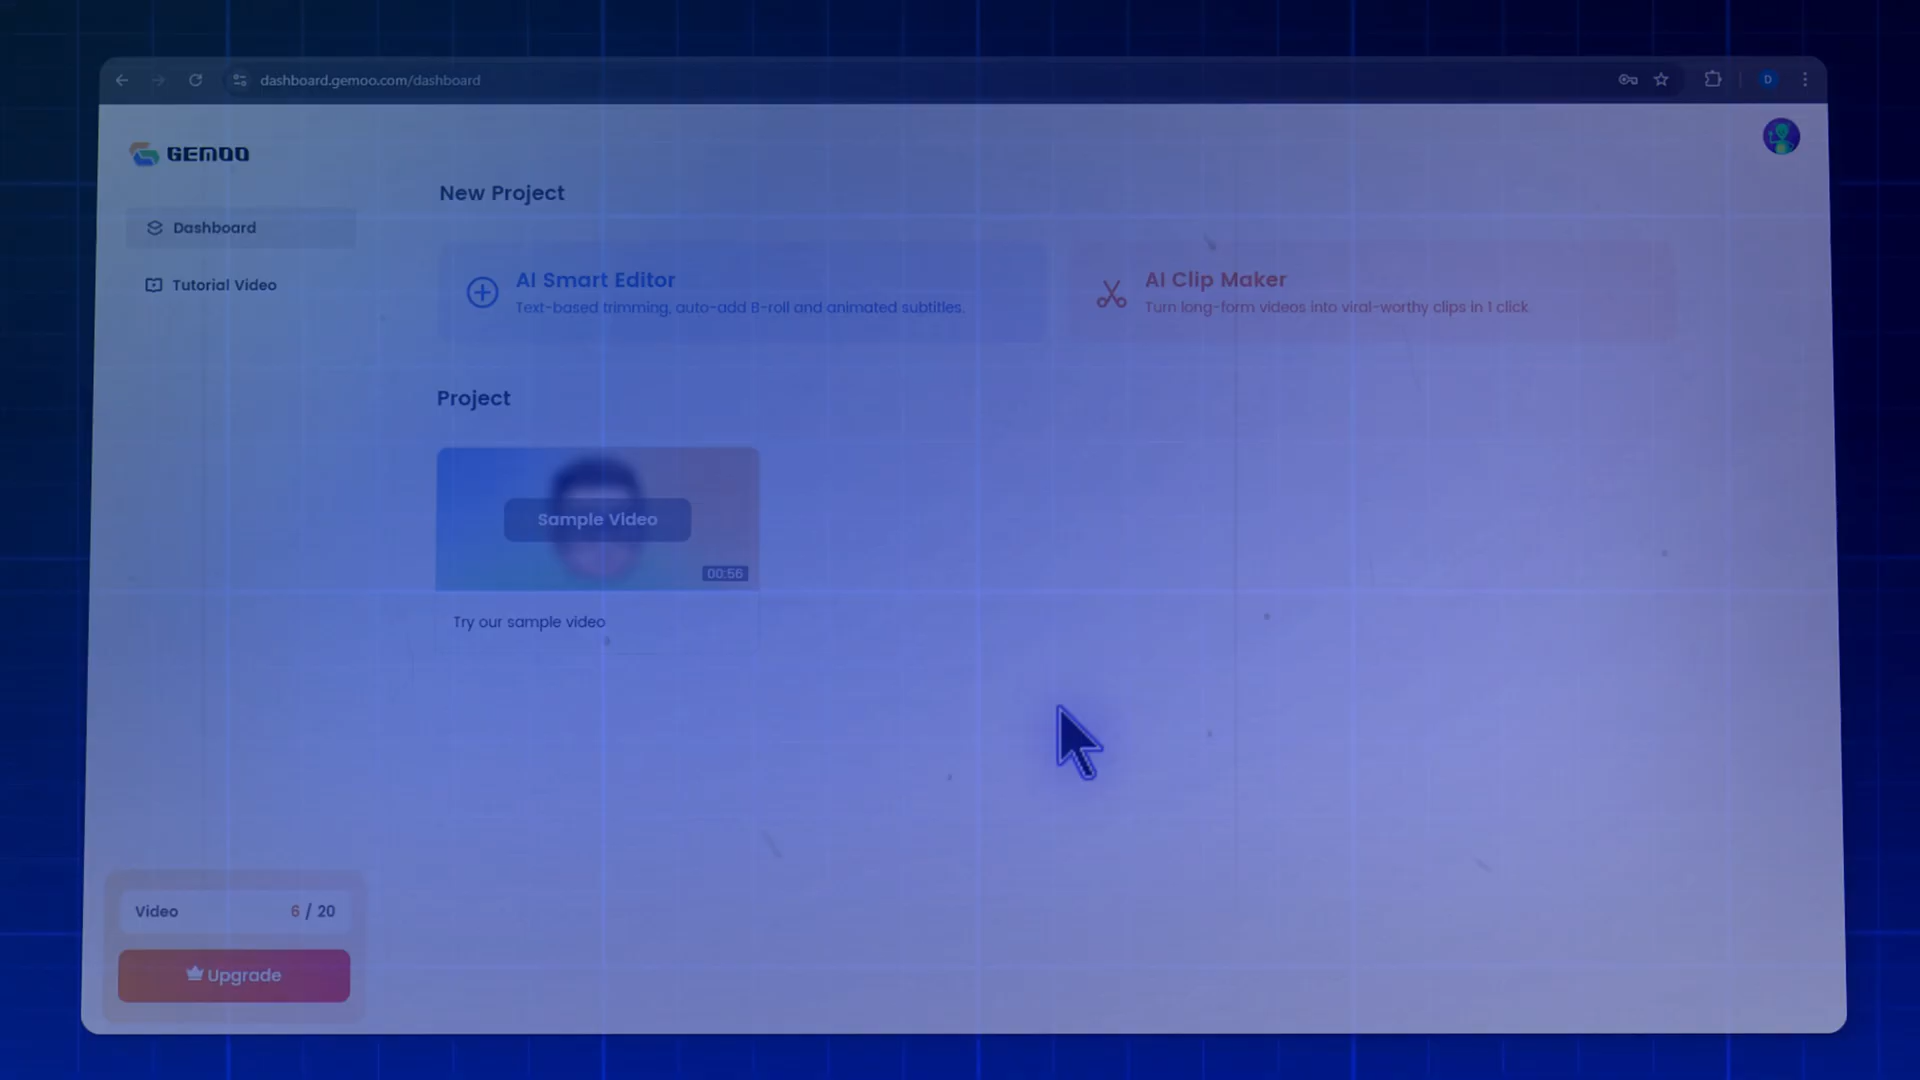 dashboard.gemoo.com/dashboard
D
GEMOO
Dashboard
Tutorial Video
New Project
AI Smart Editor
Text-based trimming, auto-add B-roll and animated subtitles.
AI Clip Maker
Turn long-form videos into viral-worthy clips in 1 click
Project
Sample Video
00:56
Try our sample video
Video 6 / 20
Upgrade